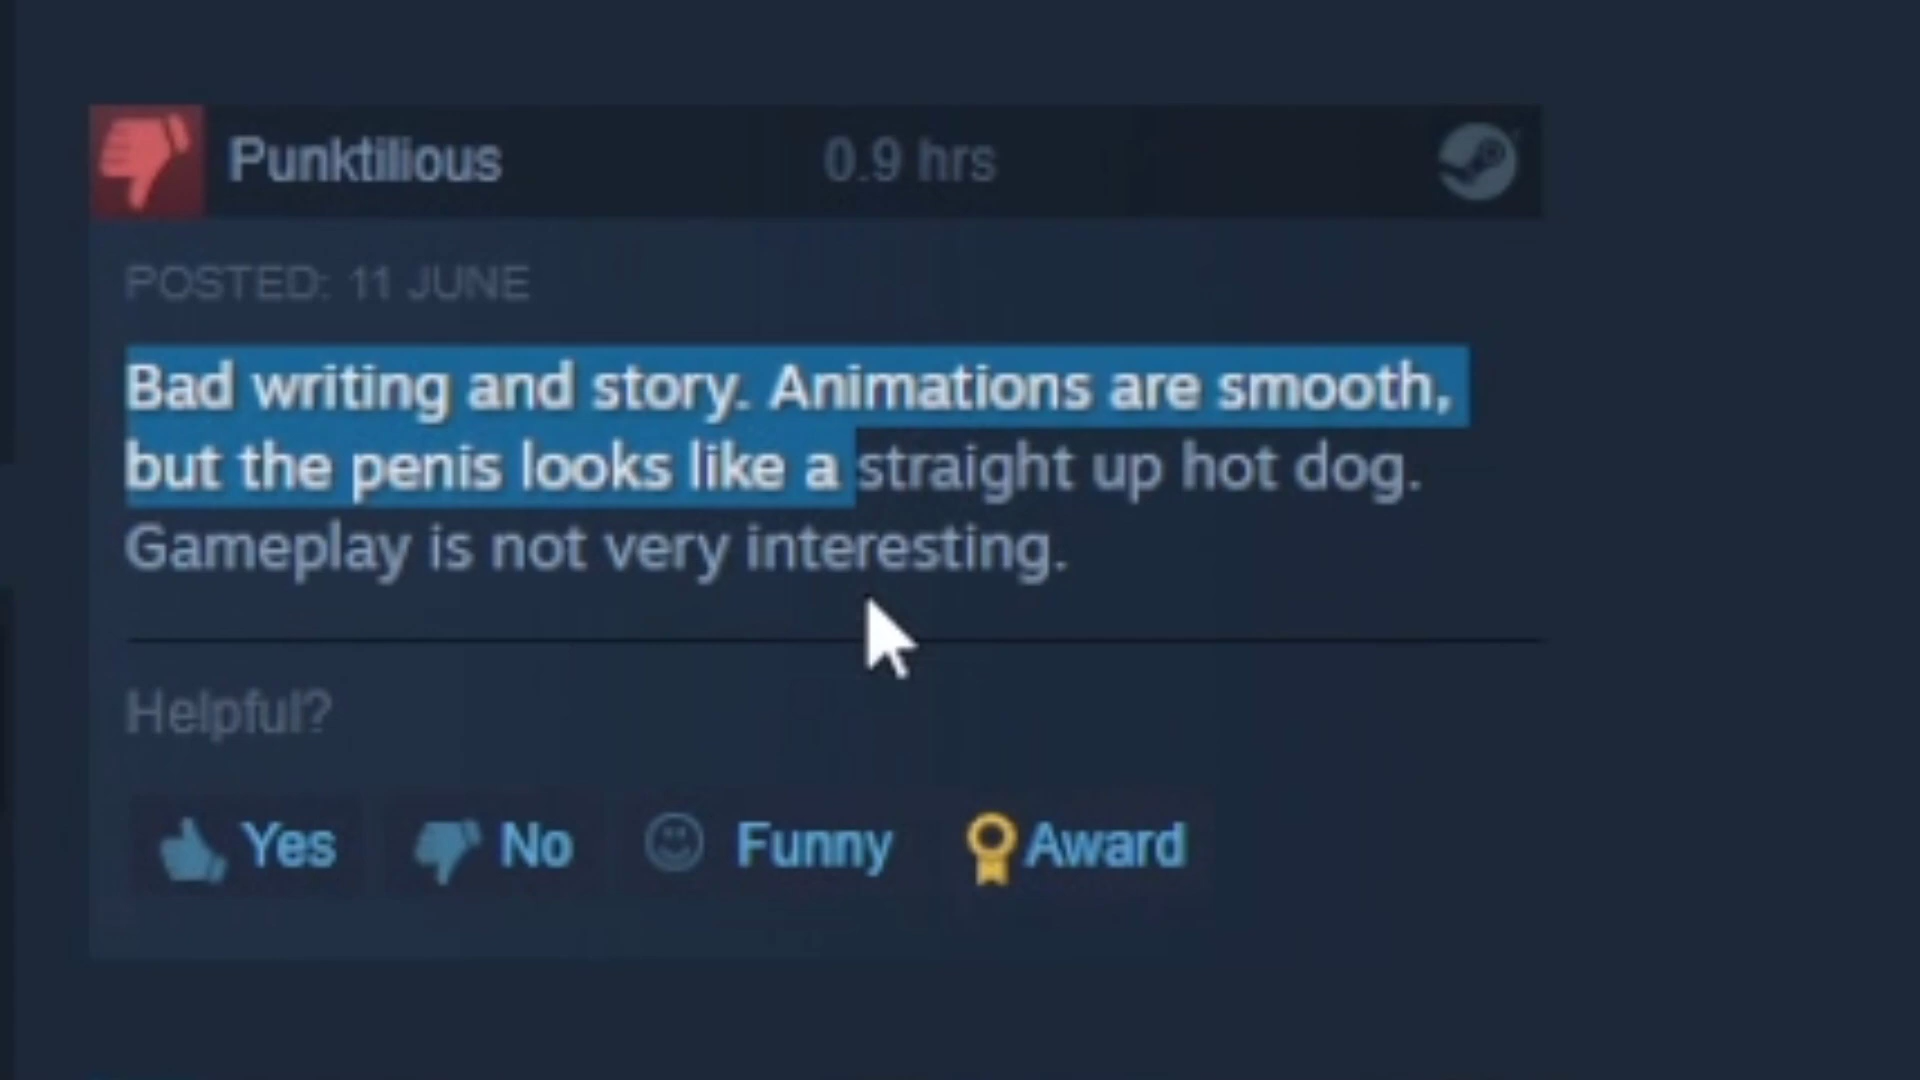 Punktilious 0.9 hrs
POSTED: 11 JUNE
Bad writing and story. Animations are smooth,
but the penis looks like a straight up hot dog.
Gameplay is not very interesting.
Helpful?
Yes No Funny Award